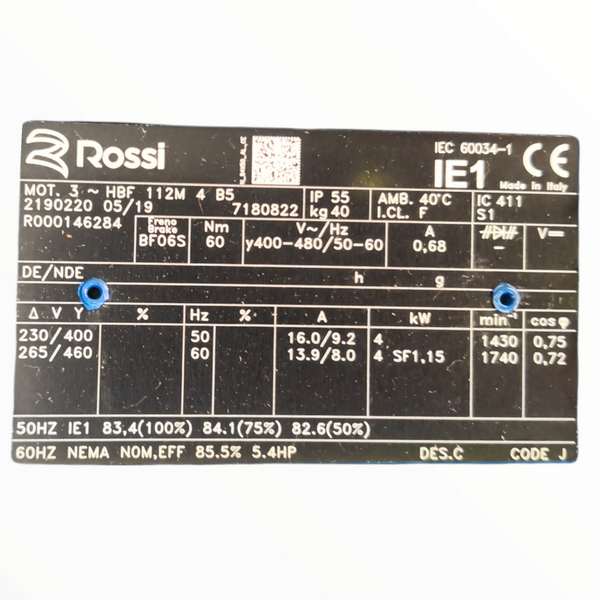 Rossi
IEC 60034-1 CE
IE1 Made in Italy
MOT. 3 ~ HBF 112M 4 B5 IP 55 AMB. 40°C IC 411
2190220 05/19 7180822 kg 40 I.CL. F S1
R000146284 Freno Brake BF06S Nm 60 V~/Hz Y400-480/50-60 A 0,68 – V⎓
DE/NDE h g
Δ V Y % Hz % A kW min⁻¹ cosφ
230/400 50 16.0/9.2 4 1430 0,75
265/460 60 13.9/8.0 4 SF1,15 1740 0,72
50HZ IE1 83,4(100%) 84.1(75%) 82.6(50%)
60HZ NEMA NOM,EFF 85.5% 5.4HP DES.C CODE J